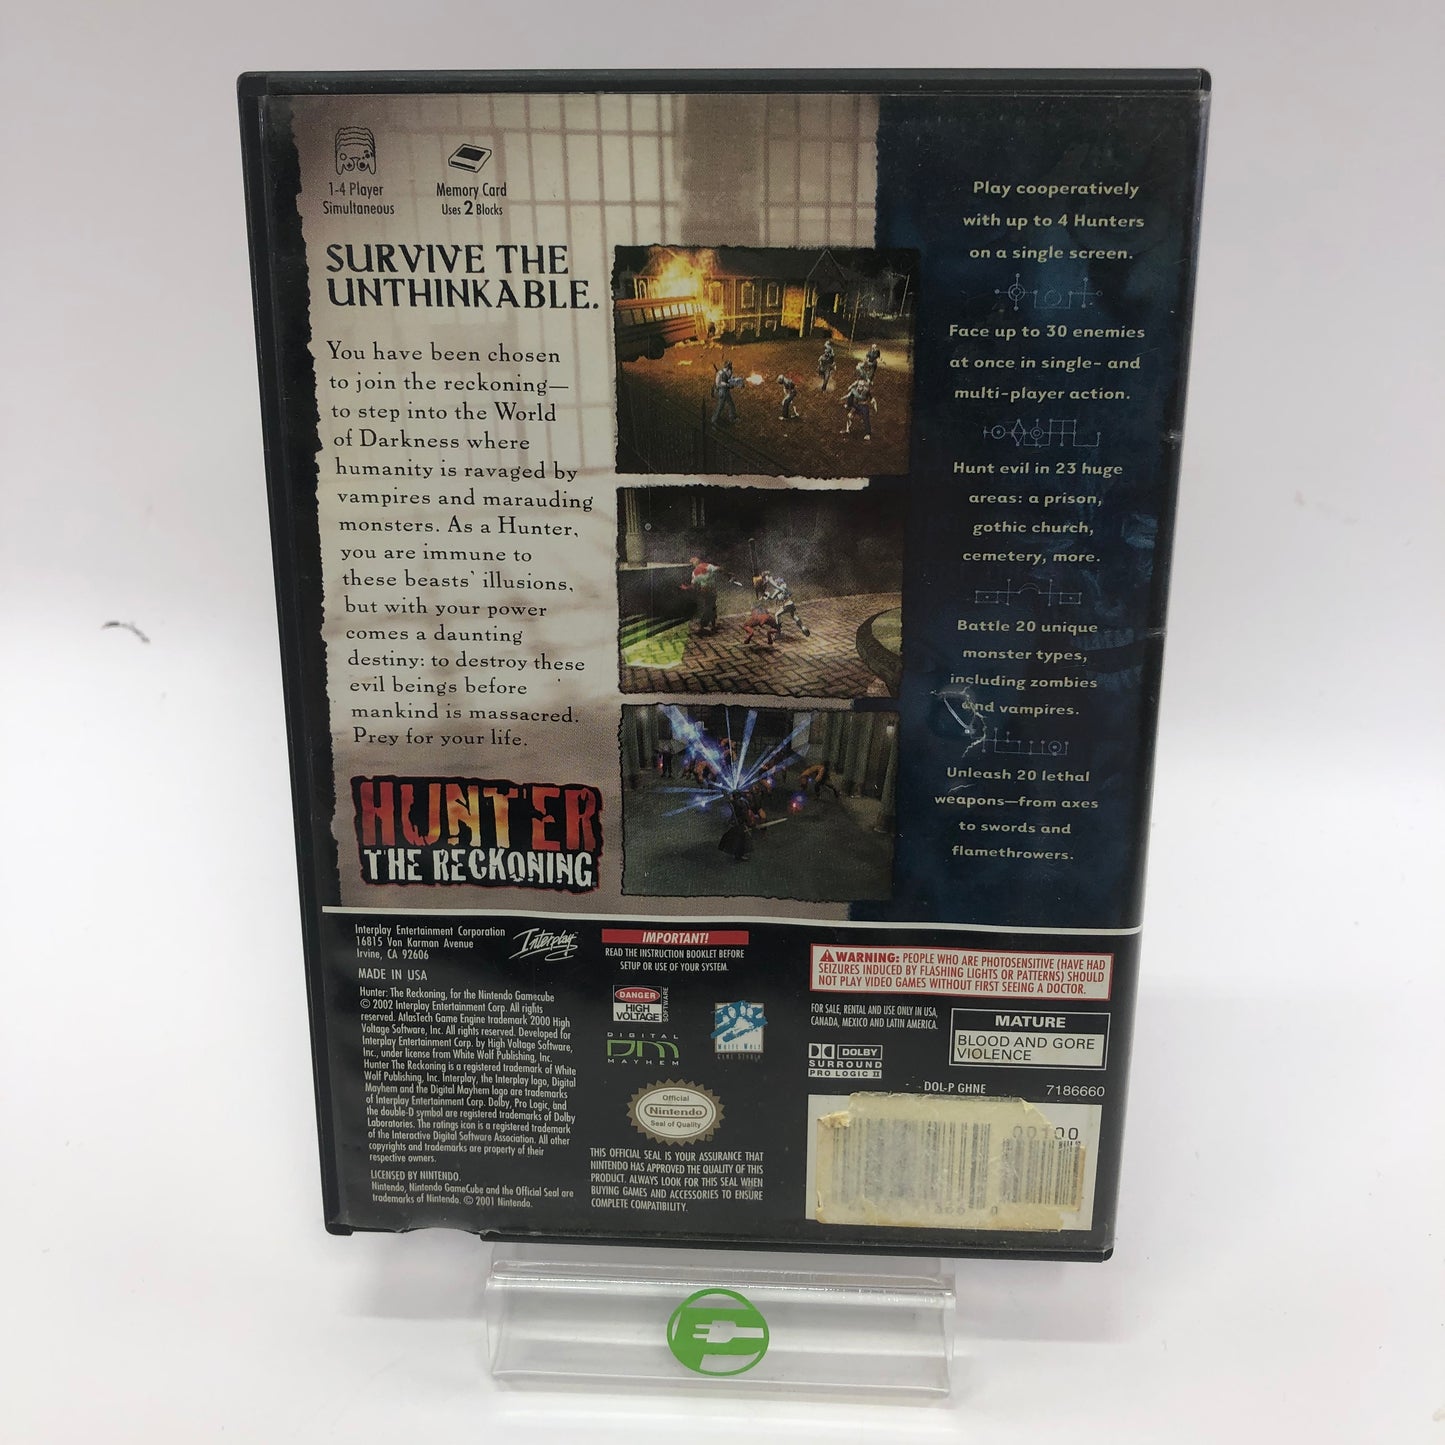 1-4 Player
Simultaneous
Memory Card
Uses 2 Blocks
SURVIVE THE
UNTHINKABLE.
You have been chosen
to join the reckoning—
to step into the World
of Darkness where
humanity is ravaged by
vampires and marauding
monsters. As a Hunter,
you are immune to
these beasts' illusions,
but with your power
comes a daunting
destiny: to destroy these
evil beings before
mankind is massacred.
Prey for your life.
HUNTER
THE RECKONING
Play cooperatively
with up to 4 Hunters
on a single screen.
Face up to 30 enemies
at once in single- and
multi-player action.
Hunt evil in 23 huge
areas: a prison,
gothic church,
cemetery, more.
Battle 20 unique
monster types,
including zombies
and vampires.
Unleash 20 lethal
weapons—from axes
to swords and
flamethrowers.
Interplay Entertainment Corporation
16815 Von Karman Avenue
Irvine, CA 92606
Interplay
MADE IN USA
Hunter: The Reckoning, for the Nintendo Gamecube
© 2002 Interplay Entertainment Corp. All rights
reserved. AtlasTech Game Engine trademark 2000 High
Voltage Software, Inc. All rights reserved. Developed for
Interplay Entertainment Corp. by High Voltage Software,
Inc., under license from White Wolf Publishing, Inc.
Hunter The Reckoning is a registered trademark of White
Wolf Publishing, Inc. Interplay, the Interplay logo, Digital
Mayhem and the Digital Mayhem logo are trademarks
of Interplay Entertainment Corp. Dolby, Pro Logic, and
the double-D symbol are registered trademarks of Dolby
Laboratories. The ratings icon is a registered trademark
of the Interactive Digital Software Association. All other
copyrights and trademarks are property of their
respective owners.
LICENSED BY NINTENDO.
Nintendo, Nintendo GameCube and the Official Seal are
trademarks of Nintendo. © 2001 Nintendo.
IMPORTANT!
READ THE INSTRUCTION BOOKLET BEFORE
SETUP OR USE OF YOUR SYSTEM.
DANGER
HIGH
VOLTAGE
SOFTWARE
DIGITAL
DM
MAYHEM
White Wolf
GAME STUDIO
Official
Nintendo
Seal of Quality
THIS OFFICIAL SEAL IS YOUR ASSURANCE THAT
NINTENDO HAS APPROVED THE QUALITY OF THIS
PRODUCT. ALWAYS LOOK FOR THIS SEAL WHEN
BUYING GAMES AND ACCESSORIES TO ENSURE
COMPLETE COMPATIBILITY.
WARNING: PEOPLE WHO ARE PHOTOSENSITIVE (HAVE HAD
SEIZURES INDUCED BY FLASHING LIGHTS OR PATTERNS) SHOULD
NOT PLAY VIDEO GAMES WITHOUT FIRST SEEING A DOCTOR.
FOR SALE, RENTAL AND USE ONLY IN USA,
CANADA, MEXICO AND LATIN AMERICA.
DOLBY
SURROUND
PRO LOGIC II
MATURE
BLOOD AND GORE
VIOLENCE
DOL-P GHNE
7186660